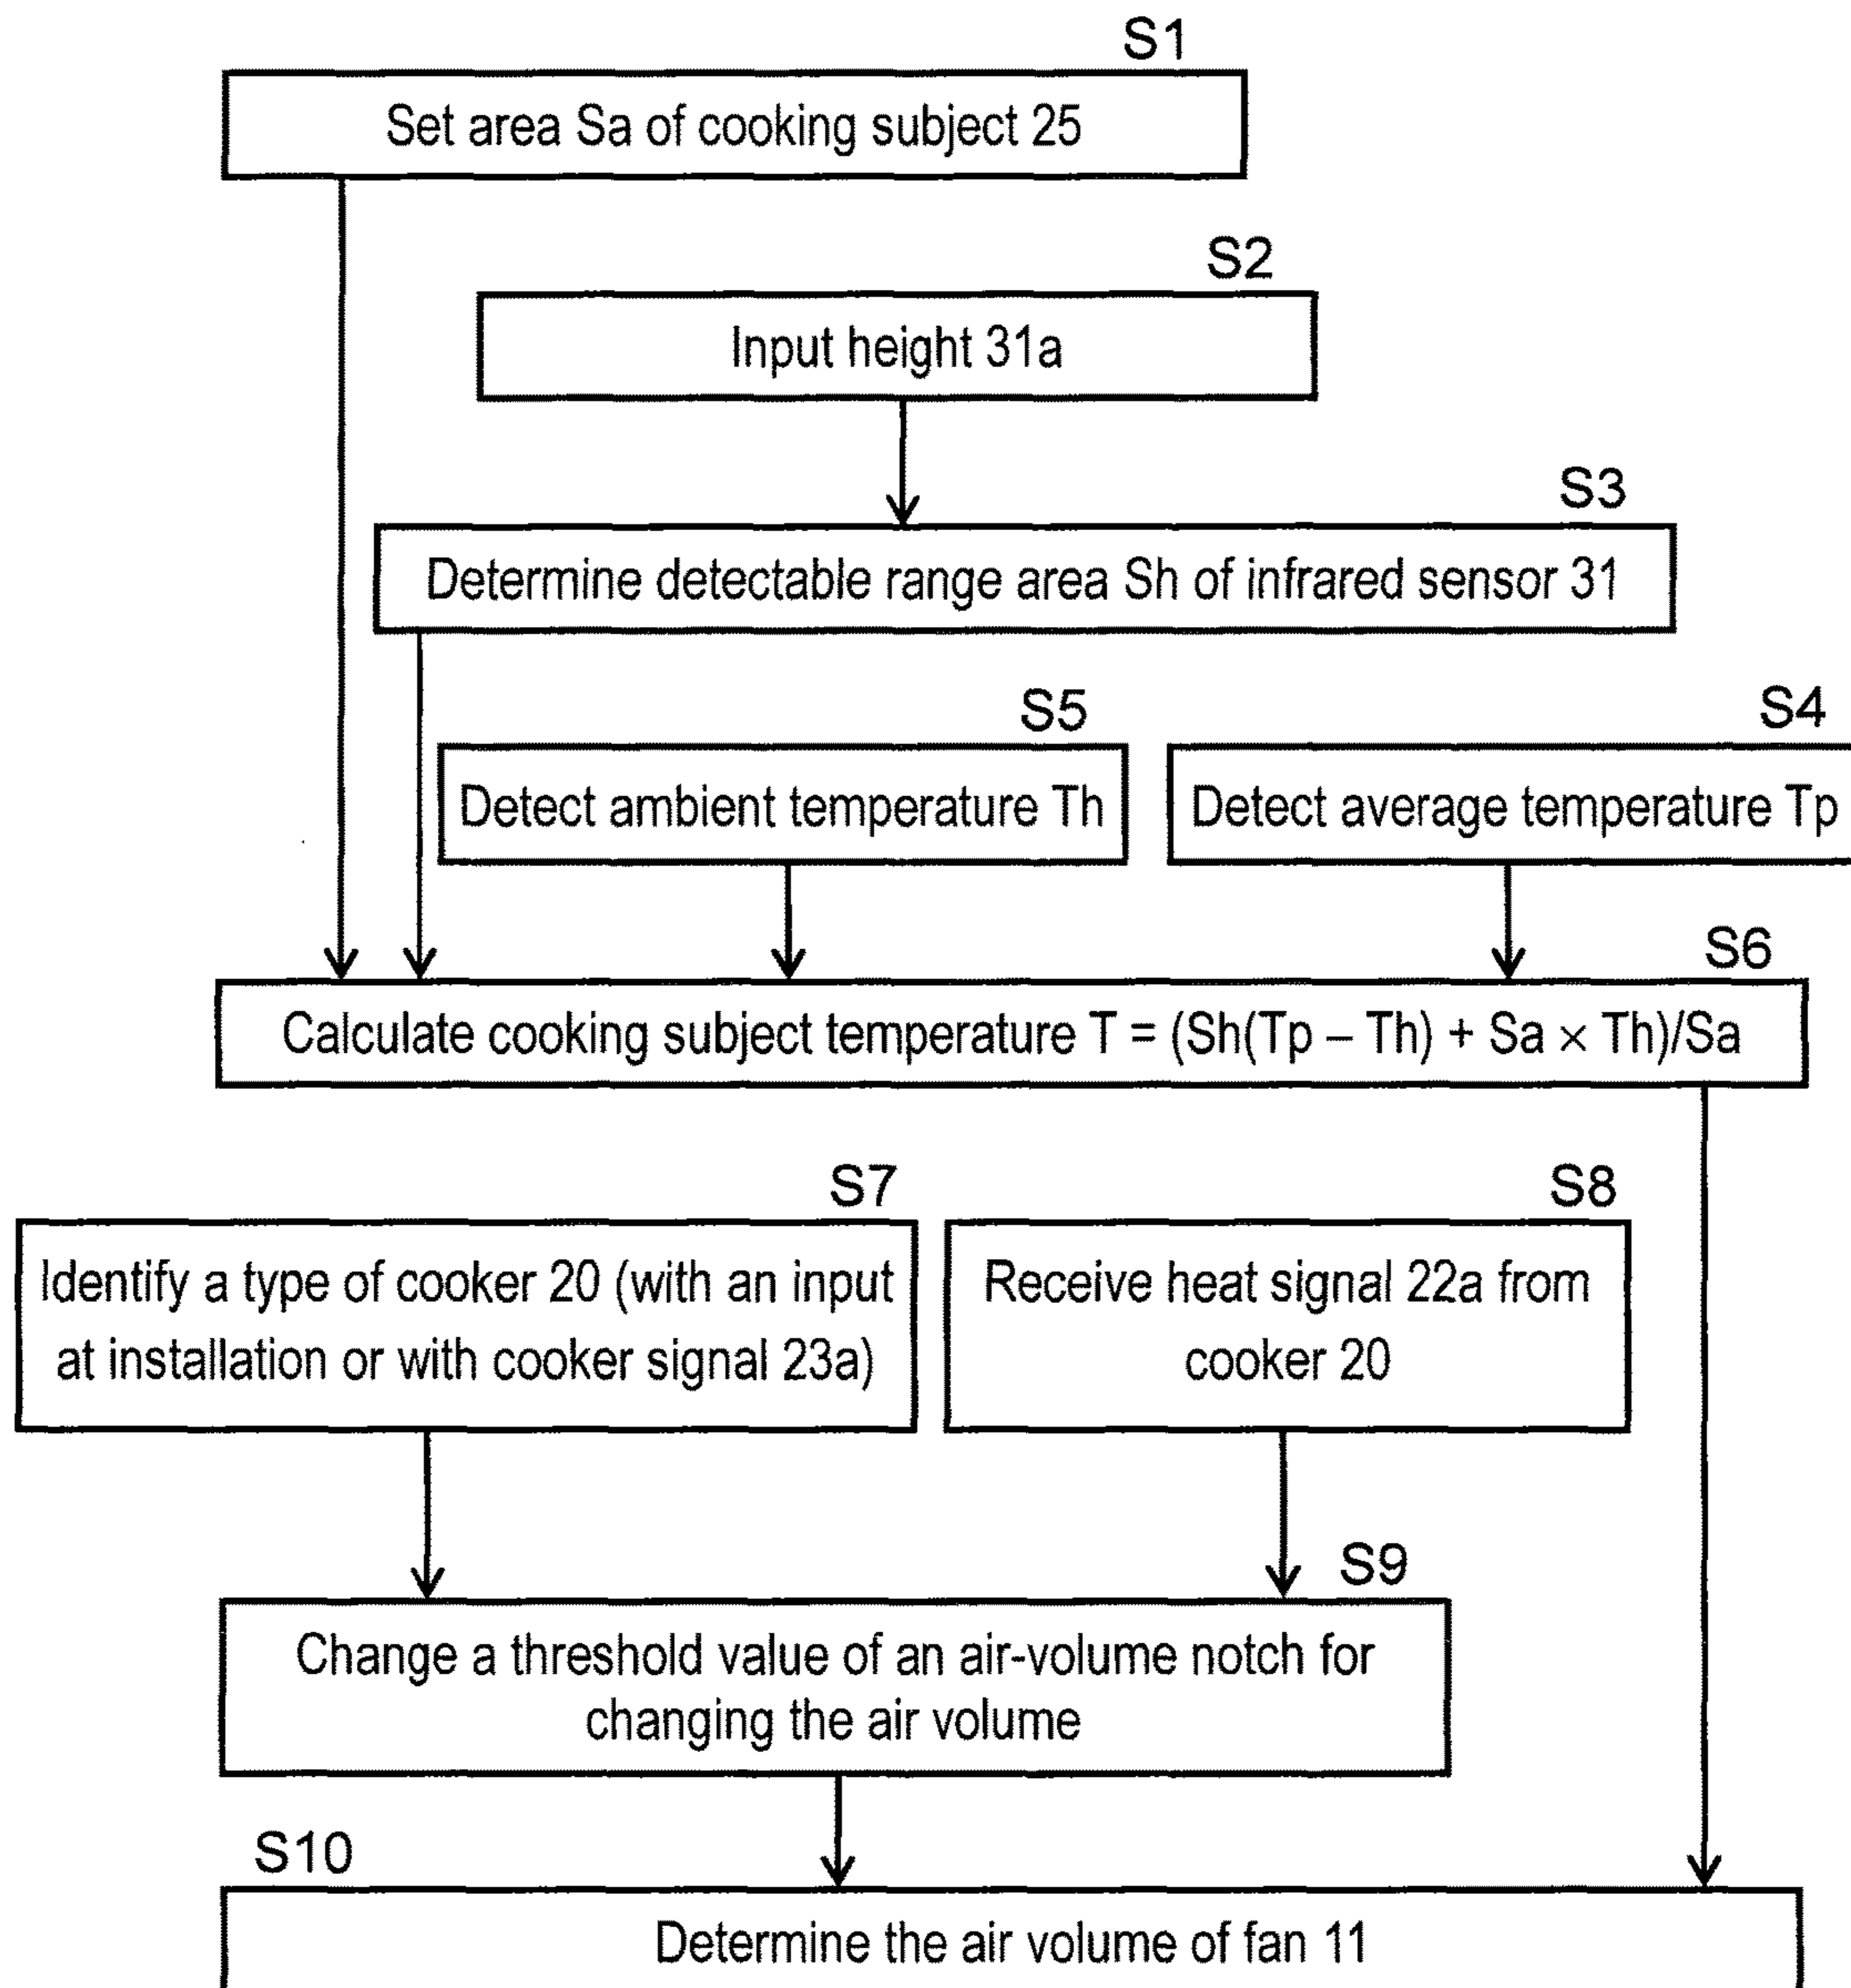 S1
Set area Sa of cooking subject 25
S2
Input height 31a
S3
Determine detectable range area Sh of infrared sensor 31
S5
Detect ambient temperature Th
S4
Detect average temperature Tp
S6
Calculate cooking subject temperature T = (Sh(Tp – Th) + Sa × Th)/Sa
S7
Identify a type of cooker 20 (with an input
at installation or with cooker signal 23a)
S8
Receive heat signal 22a from
cooker 20
S9
Change a threshold value of an air-volume notch for
changing the air volume
S10
Determine the air volume of fan 11